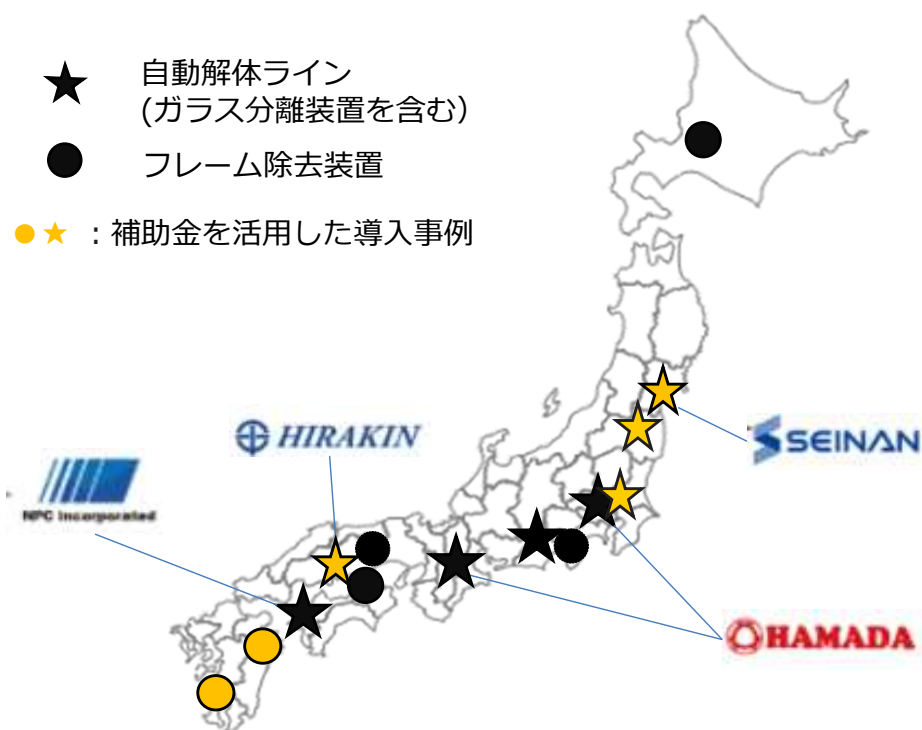 自動解体ライン
(ガラス分離装置を含む）
フレーム除去装置
：補助金を活用した導入事例
HIRAKIN
SEINAN
NPC Incorporated
HAMADA